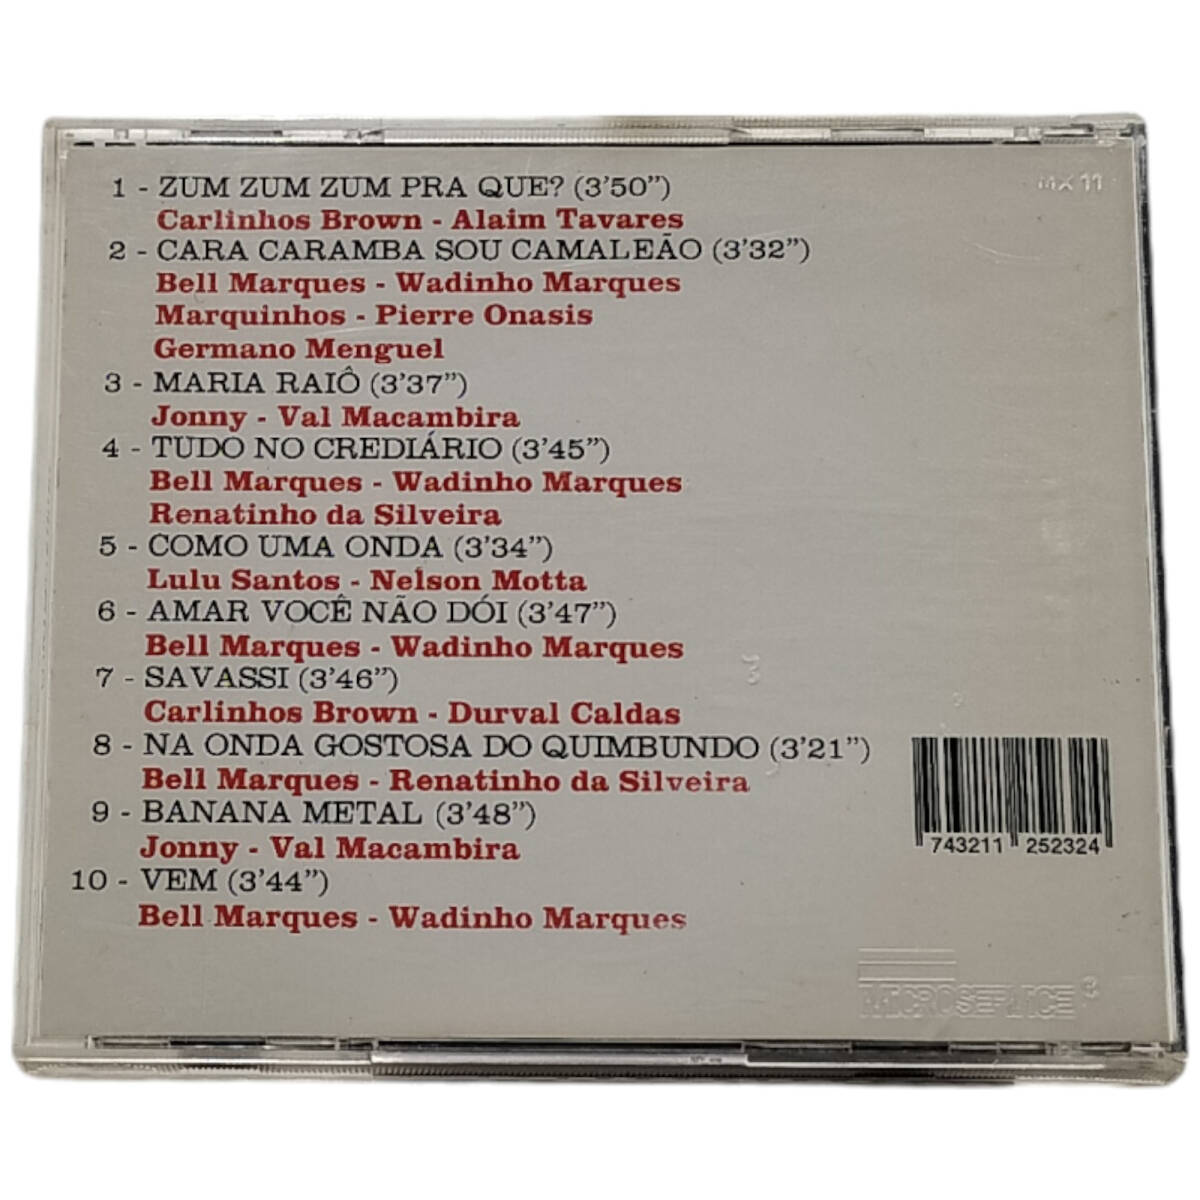 1 - ZUM ZUM ZUM PRA QUE? (3'50")
Carlinhos Brown - Alaim Tavares
2 - CARA CARAMBA SOU CAMALEÃO (3'32")
Bell Marques - Wadinho Marques
Marquinhos - Pierre Onasis
Germano Menguel
3 - MARIA RAIÔ (3'37")
Jonny - Val Macambira
4 - TUDO NO CREDIÁRIO (3'45")
Bell Marques - Wadinho Marques
Renatinho da Silveira
5 - COMO UMA ONDA (3'34")
Lulu Santos - Nelson Motta
6 - AMAR VOCÊ NÃO DÓI (3'47")
Bell Marques - Wadinho Marques
7 - SAVASSI (3'46")
Carlinhos Brown - Durval Caldas
8 - NA ONDA GOSTOSA DO QUIMBUNDO (3'21")
Bell Marques - Renatinho da Silveira
9 - BANANA METAL (3'48")
Jonny - Val Macambira
10 - VEM (3'44")
Bell Marques - Wadinho Marques
MX 11
743211 252324
MICROSERVICE